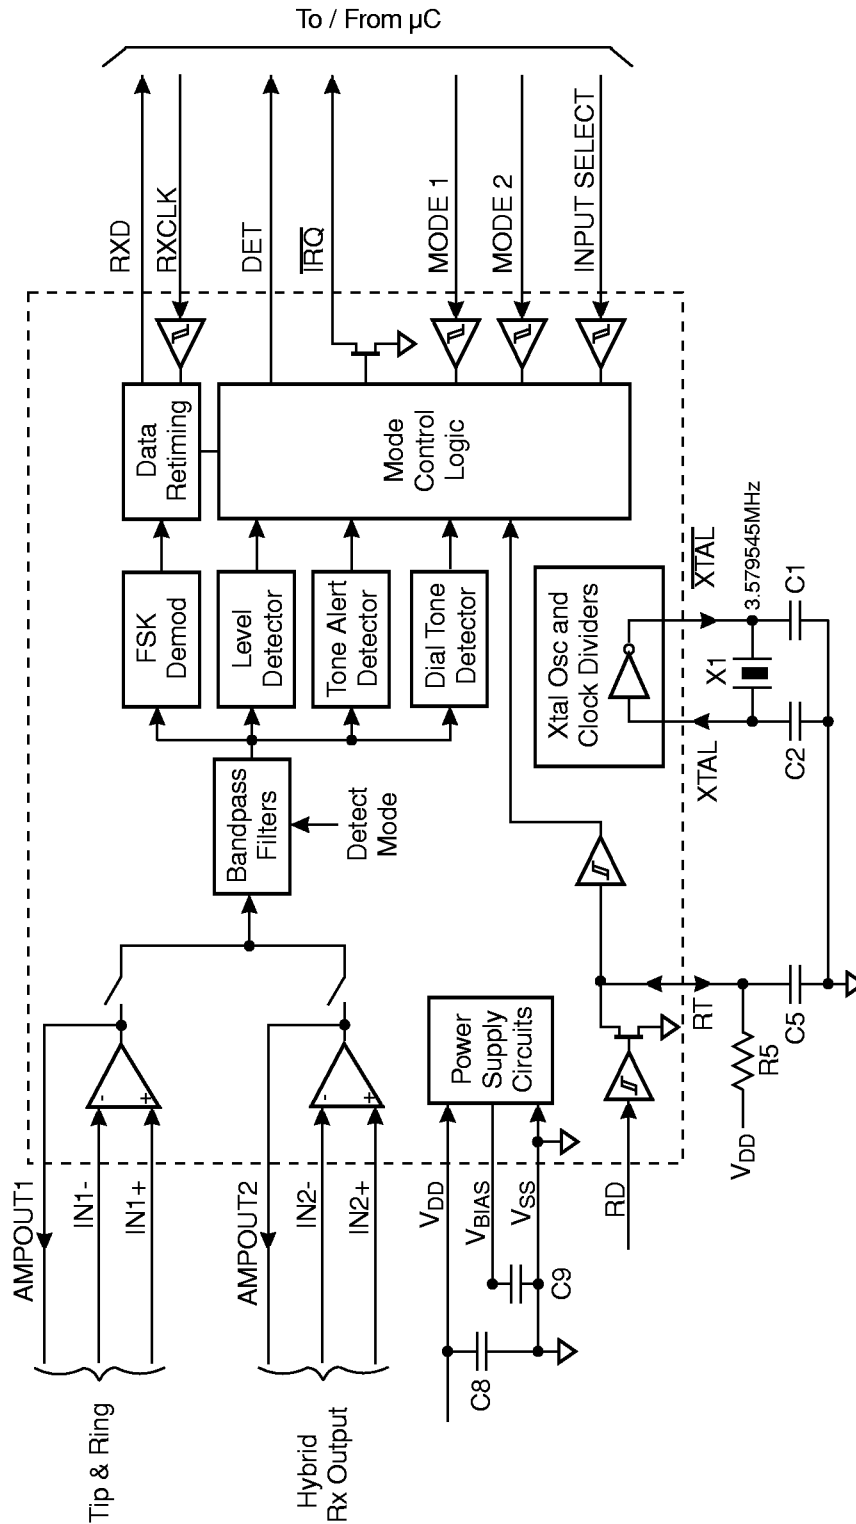 To / From µC
RXD
RXCLK
DET
IRQ
MODE 1
MODE 2
INPUT SELECT
Data
Retiming
Mode
Control
Logic
FSK
Demod
Level
Detector
Tone Alert
Detector
Dial Tone
Detector
Xtal Osc and
Clock Dividers
XTAL
3.579545MHz
X1
C1
C2
XTAL
Bandpass
Filters
Detect
Mode
-
+
-
+
Power
Supply
Circuits
RT
C5
R5
VDD
AMPOUT1
IN1-
IN1+
AMPOUT2
IN2-
IN2+
VDD
VBIAS
VSS
RD
C9
C8
Tip & Ring
Hybrid
Rx Output